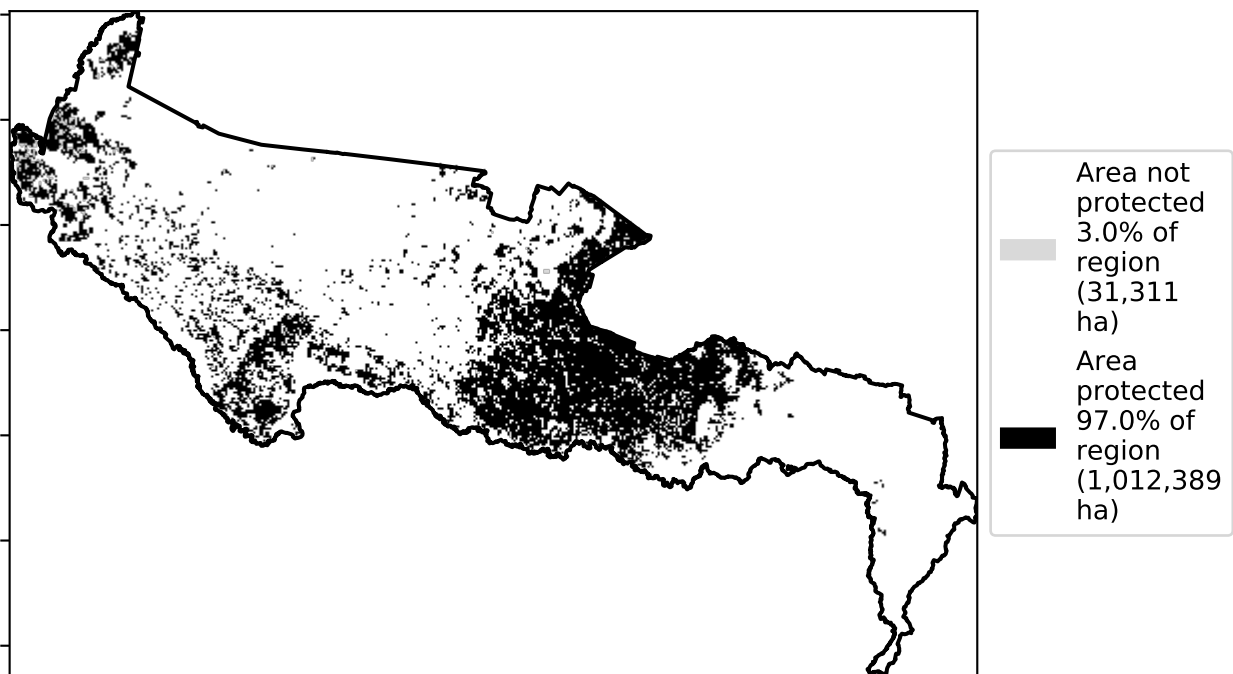 Area not
protected
3.0% of
region
(31,311
ha)
Area
protected
97.0% of
region
(1,012,389
ha)